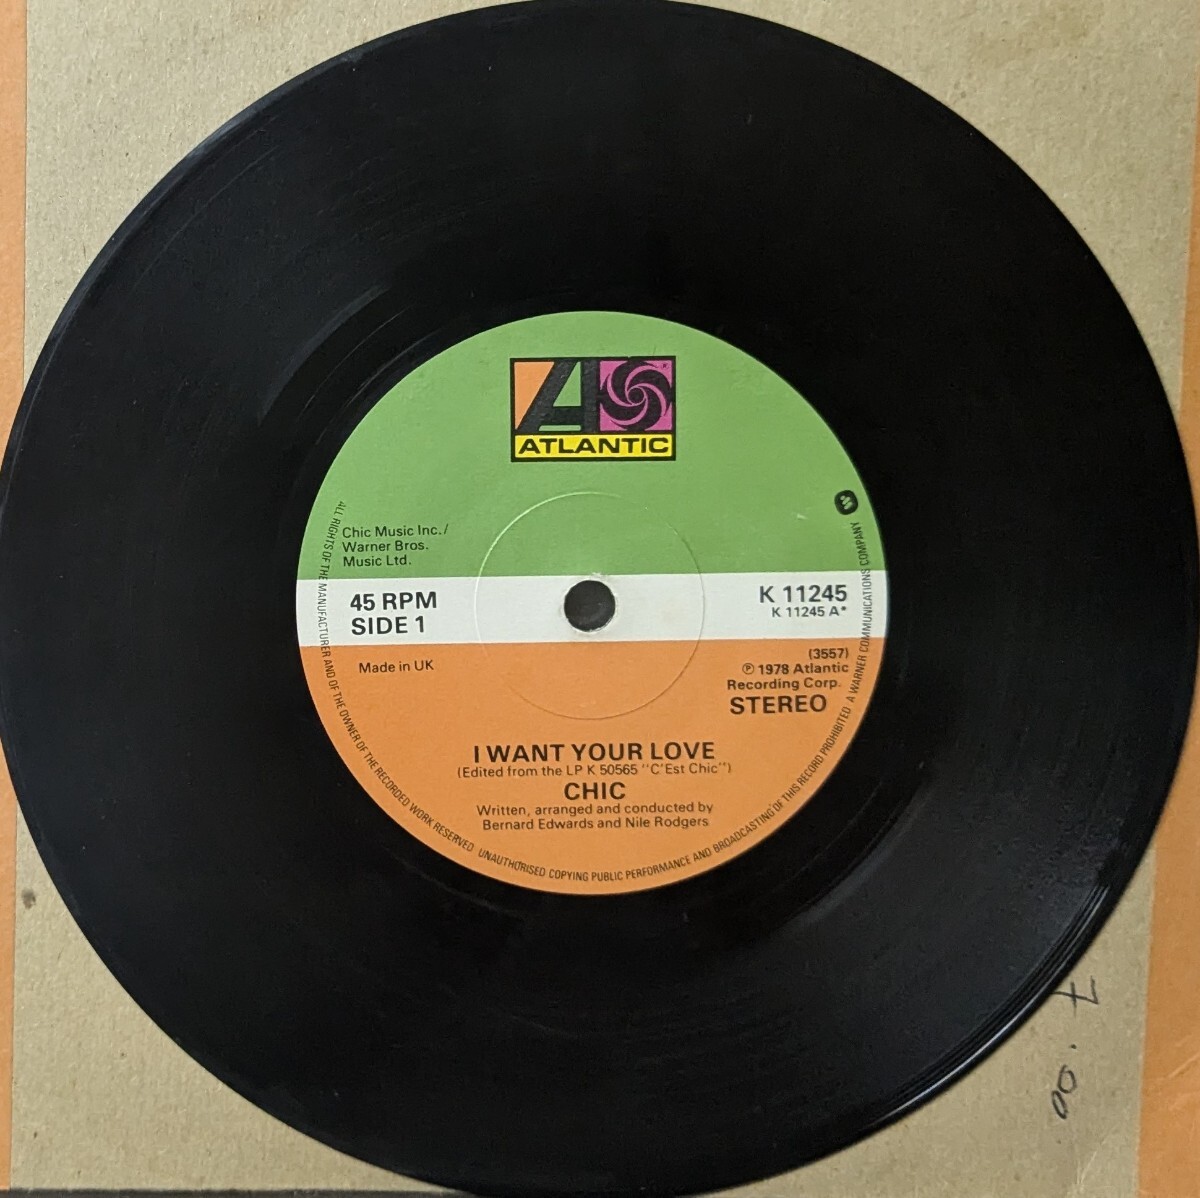 ATLANTIC
Chic Music Inc./
Warner Bros.
Music Ltd.
45 RPM
SIDE 1
K 11245
K 11245 A*
Made in UK
(3557)
℗ 1978 Atlantic
Recording Corp.
STEREO
I WANT YOUR LOVE
(Edited from the LP K 50565 "C'Est Chic")
CHIC
Written, arranged and conducted by
Bernard Edwards and Nile Rodgers
ALL RIGHTS OF THE MANUFACTURER AND OF THE OWNER OF THE RECORDED WORK RESERVED UNAUTHORISED COPYING PUBLIC PERFORMANCE AND BROADCASTING OF THIS RECORD PROHIBITED A WARNER COMMUNICATIONS COMPANY